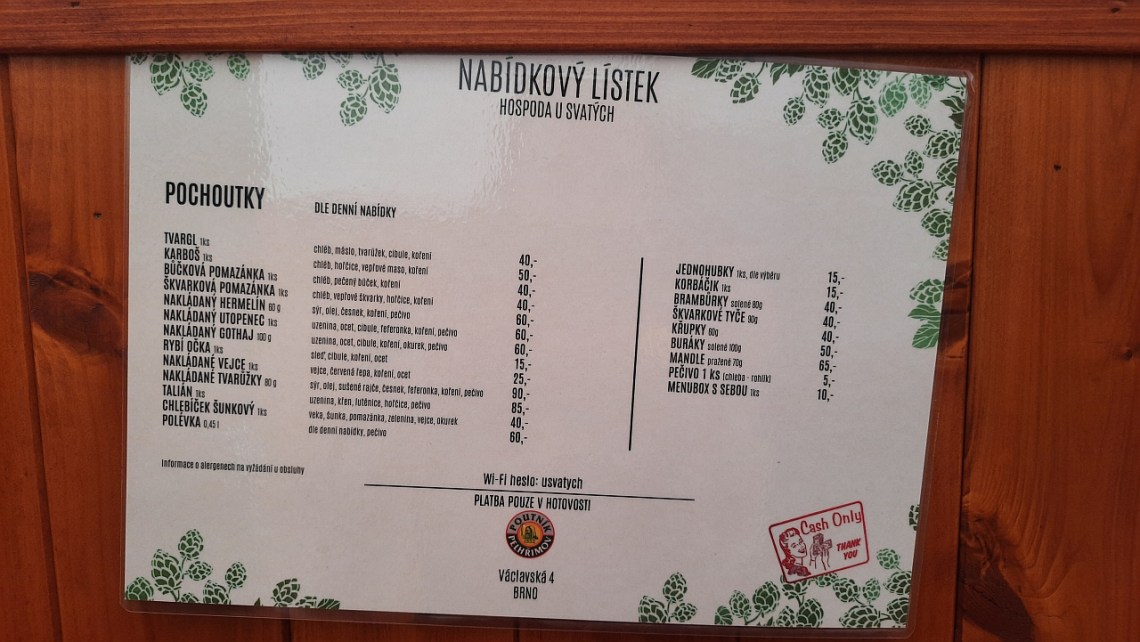 NABÍDKOVÝ LÍSTEK
HOSPODA U SVATÝCH
POCHOUTKY DLE DENNÍ NABÍDKY
TVARGL 1ks chléb, máslo, tvarůžek, cibule, koření 40,-
KARBOŠ 1ks chléb, hořčice, vepřové maso, koření 50,-
BŮČKOVÁ POMAZÁNKA 1ks chléb, pečený bůček, koření 40,-
ŠKVARKOVÁ POMAZÁNKA 1ks chléb, vepřové škvarky, hořčice, koření 40,-
NAKLÁDANÝ HERMELÍN 60 g sýr, olej, česnek, koření, pečivo 60,-
NAKLÁDANÝ UTOPENEC 1ks uzenina, ocet, cibule, feferonka, koření, pečivo 60,-
NAKLÁDANÝ GOTHAJ 100 g uzenina, ocet, cibule, koření, okurek, pečivo 60,-
RYBÍ OČKA 1ks sleď, cibule, koření, ocet 15,-
NAKLÁDANÉ VEJCE 1ks vejce, červená řepa, koření, ocet 25,-
NAKLÁDANÉ TVARŮŽKY 80 g sýr, olej, sušené rajče, česnek, feferonka, koření, pečivo 90,-
TALIÁN 1ks uzenina, křen, lutěnice, hořčice, pečivo 85,-
CHLEBÍČEK ŠUNKOVÝ 1ks veka, šunka, pomazánka, zelenina, vejce, okurek 40,-
POLÉVKA 0,45 l dle denní nabídky, pečivo 60,-
JEDNOHUBKY 1ks, dle výběru 15,-
KORBÁČIK 1ks 15,-
BRAMBŮRKY solené 60g 40,-
ŠKVARKOVÉ TYČE 90g 40,-
KŘUPKY 60g 40,-
BURÁKY solené 100g 50,-
MANDLE pražené 70g 65,-
PEČIVO 1 KS (chleba - rohlík) 5,-
MENUBOX S SEBOU 1ks 10,-
Informace o alergenech na vyžádání u obsluhy
Wi-Fi heslo: usvatych
PLATBA POUZE V HOTOVOSTI
POUTNÍK
PELHŘIMOV
Václavská 4
BRNO
Cash Only
THANK
YOU